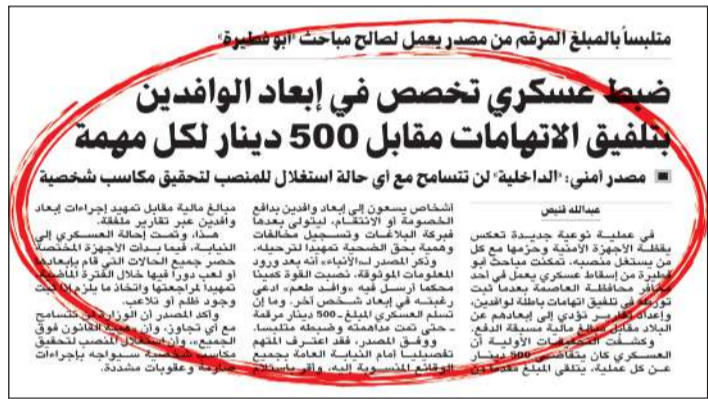 متلبساً بالمبلغ المرقم من مصدر يعمل لصالح مباحث «أبو فطيرة»
ضبط عسكري تخصص في إبعاد الوافدين
بتلفيق الاتهامات مقابل 500 دينار لكل مهمة
■ مصدر أمني: «الداخلية» لن تتسامح مع أي حالة استغلال للمنصب لتحقيق مكاسب شخصية
عبدالله قنيص
في عملية نوعية جديدة تعكس
يقظة الأجهزة الأمنية وحزمها مع كل
من يستغل منصبه، تمكنت مباحث أبو
فطيرة من إسقاط عسكري يعمل في أحد
مخافر محافظة العاصمة بعدما ثبت
تورطه في تلفيق اتهامات باطلة لوافدين،
وإعداد تقارير تؤدي إلى إبعادهم عن
البلاد مقابل مبالغ مالية مسبقة الدفع.
وكشفت التحقيقات الأولية أن
العسكري كان يتقاضى 500 دينار
عن كل عملية، يتلقى المبلغ مقدماً من
أشخاص يسعون إلى إبعاد وافدين بدافع
الخصومة أو الانتقام، ليتولى بعدها
فبركة البلاغات وتسجيل مخالفات
وهمية بحق الضحية تمهيداً لترحيله.
وذكر المصدر لـ«الأنباء» أنه بعد ورود
المعلومات الموثوقة، نصبت القوة كميناً
محكماً أرسل فيه «وافد طعم» ادعى
رغبته في إبعاد شخص آخر. وما إن
تسلم العسكري المبلغ - 500 دينار مرقمة
- حتى تمت مداهمته وضبطه متلبساً.
ووفق المصدر، فقد اعترف المتهم
تفصيلياً أمام النيابة العامة بجميع
الوقائع المنسوبة إليه، وأقر باستلام
مبالغ مالية مقابل تمهيد إجراءات إبعاد
وافدين عبر تقارير ملفقة.
هذا، وتمت إحالة العسكري إلى
النيابة، فيما بدأت الأجهزة المختصة
حصر جميع الحالات التي قام بإبعادها
أو لعب دوراً فيها خلال الفترة الماضية،
تمهيداً لمراجعتها واتخاذ ما يلزم إذا ثبت
وجود ظلم أو تلاعب.
وأكد المصدر أن الوزارة لن تتسامح
مع أي تجاوز، وأن «هيبة القانون فوق
الجميع»، وأن استغلال المنصب لتحقيق
مكاسب شخصية سيواجه بإجراءات
صارمة وعقوبات مشددة.